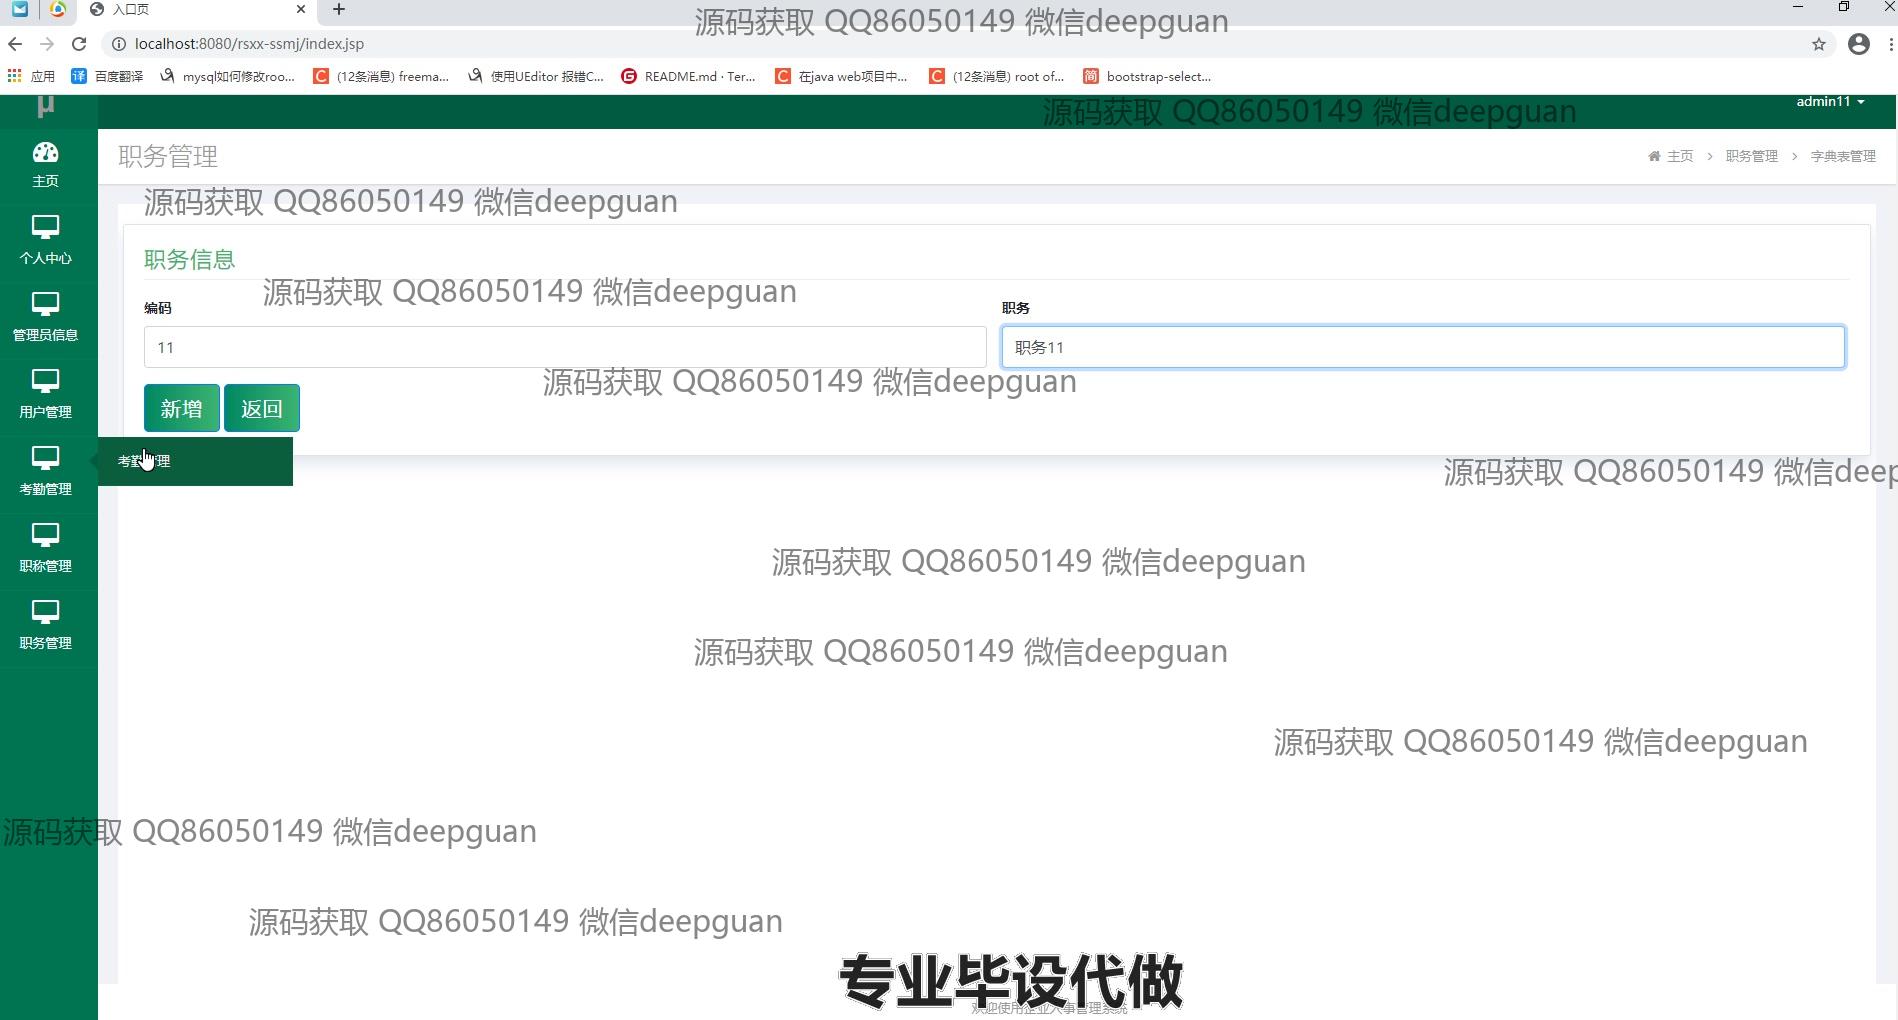 入口页
源码获取 QQ86050149 微信deepguan
localhost:8080/rsxx-ssmj/index.jsp
应用 百度翻译 mysql如何修改roo... (12条消息) freema... 使用UEditor 报错C... README.md · Ter... 在java web项目中... (12条消息) root of... bootstrap-select...
μ
源码获取 QQ86050149 微信deepguan
admin11
主页
职务管理
主页 > 职务管理 > 字典表管理
源码获取 QQ86050149 微信deepguan
个人中心
职务信息
源码获取 QQ86050149 微信deepguan
编码 职务
管理员信息
11
职务11
源码获取 QQ86050149 微信deepguan
用户管理
新增 返回
考勤管理
考勤管理
源码获取 QQ86050149 微信deep
职称管理
源码获取 QQ86050149 微信deepguan
职务管理
源码获取 QQ86050149 微信deepguan
源码获取 QQ86050149 微信deepguan
源码获取 QQ86050149 微信deepguan
源码获取 QQ86050149 微信deepguan
专业毕设代做
欢迎使用企业人事管理系统